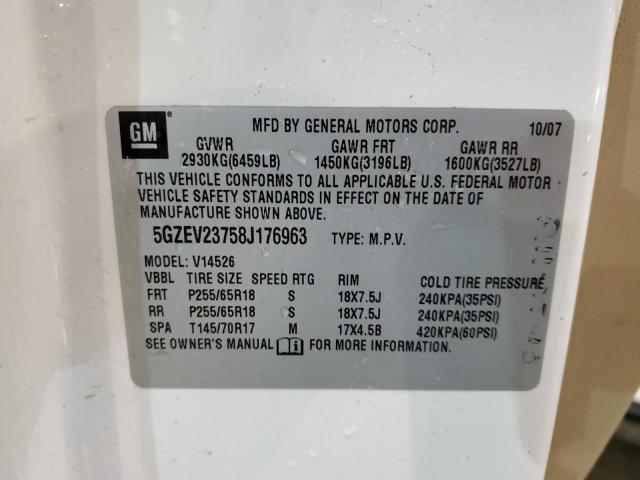 GM
MFD BY GENERAL MOTORS CORP. 10/07
GVWR GAWR FRT GAWR RR
2930KG(6459LB) 1450KG(3196LB) 1600KG(3527LB)
THIS VEHICLE CONFORMS TO ALL APPLICABLE U.S. FEDERAL MOTOR
VEHICLE SAFETY STANDARDS IN EFFECT ON THE DATE OF
MANUFACTURE SHOWN ABOVE.
5GZEV23758J176963 TYPE: M.P.V.
MODEL: V14526
VBBL TIRE SIZE SPEED RTG RIM COLD TIRE PRESSURE
FRT P255/65R18 S 18X7.5J 240KPA(35PSI)
RR P255/65R18 S 18X7.5J 240KPA(35PSI)
SPA T145/70R17 M 17X4.5B 420KPA(60PSI)
SEE OWNER'S MANUAL i FOR MORE INFORMATION.